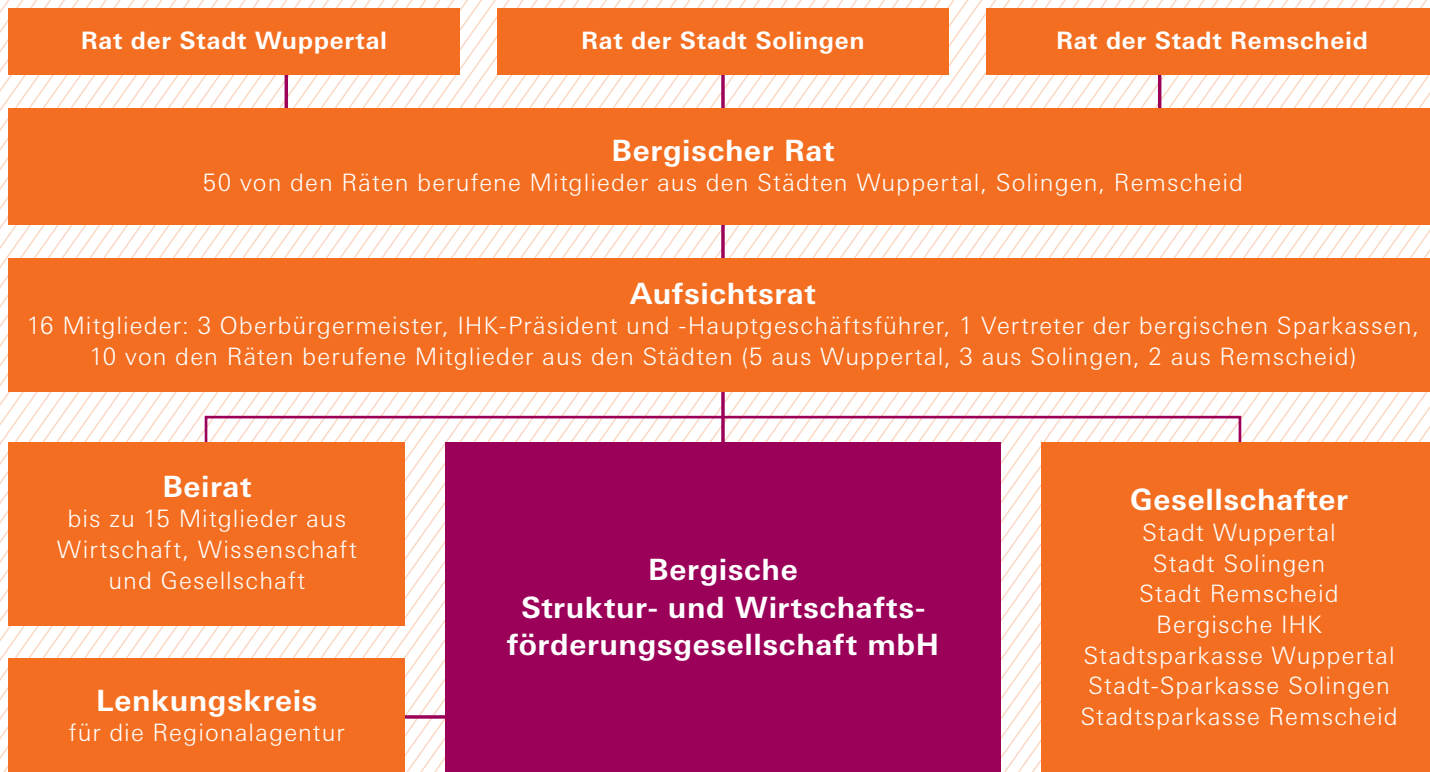 Rat der Stadt Wuppertal
Rat der Stadt Solingen
Rat der Stadt Remscheid
Bergischer Rat
50 von den Räten berufene Mitglieder aus den Städten Wuppertal, Solingen, Remscheid
Aufsichtsrat
16 Mitglieder: 3 Oberbürgermeister, IHK-Präsident und -Hauptgeschäftsführer, 1 Vertreter der bergischen Sparkassen,
10 von den Räten berufene Mitglieder aus den Städten (5 aus Wuppertal, 3 aus Solingen, 2 aus Remscheid)
Beirat
bis zu 15 Mitglieder aus
Wirtschaft, Wissenschaft
und Gesellschaft
Lenkungskreis
für die Regionalagentur
Bergische
Struktur- und Wirtschafts-
förderungsgesellschaft mbH
Gesellschafter
Stadt Wuppertal
Stadt Solingen
Stadt Remscheid
Bergische IHK
Stadtsparkasse Wuppertal
Stadt-Sparkasse Solingen
Stadtsparkasse Remscheid